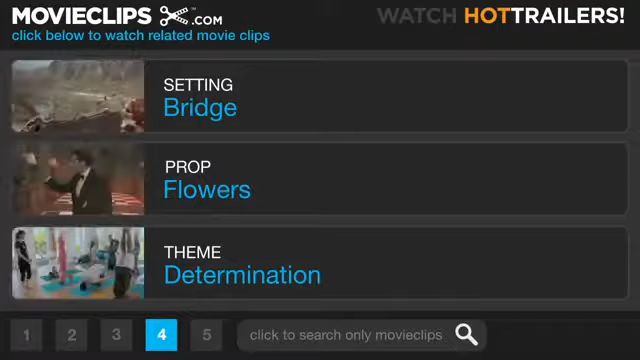 MOVIECLIPS .COM
WATCH HOTTRAILERS!
click below to watch related movie clips
SETTING
Bridge
PROP
Flowers
THEME
Determination
1 2 3 4 5 click to search only movieclips